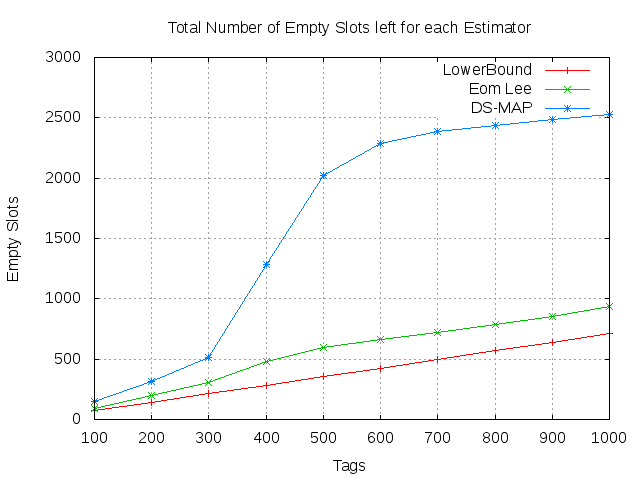 Total Number of Empty Slots left for each Estimator
3000
2500
2000
1500
1000
500
0
Empty Slots
LowerBound
Eom Lee
DS-MAP
100 200 300 400 500 600 700 800 900 1000
Tags